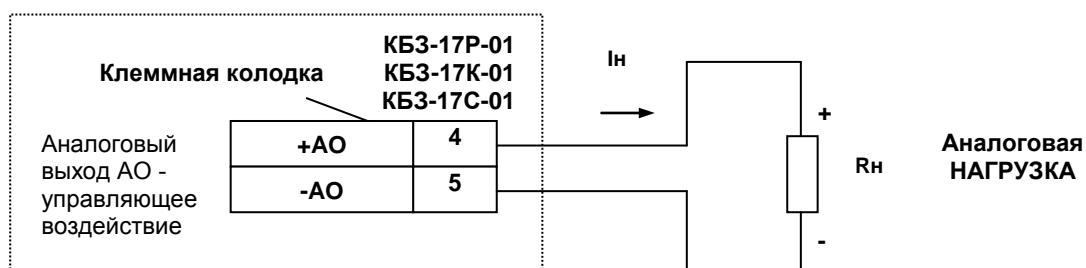 КБЗ-17Р-01
КБЗ-17К-01
КБЗ-17С-01
Клеммная колодка
Iн
Аналоговый
выход АО -
управляющее
воздействие
+АО 4
-АО 5
+
Rн
-
Аналоговая
НАГРУЗКА